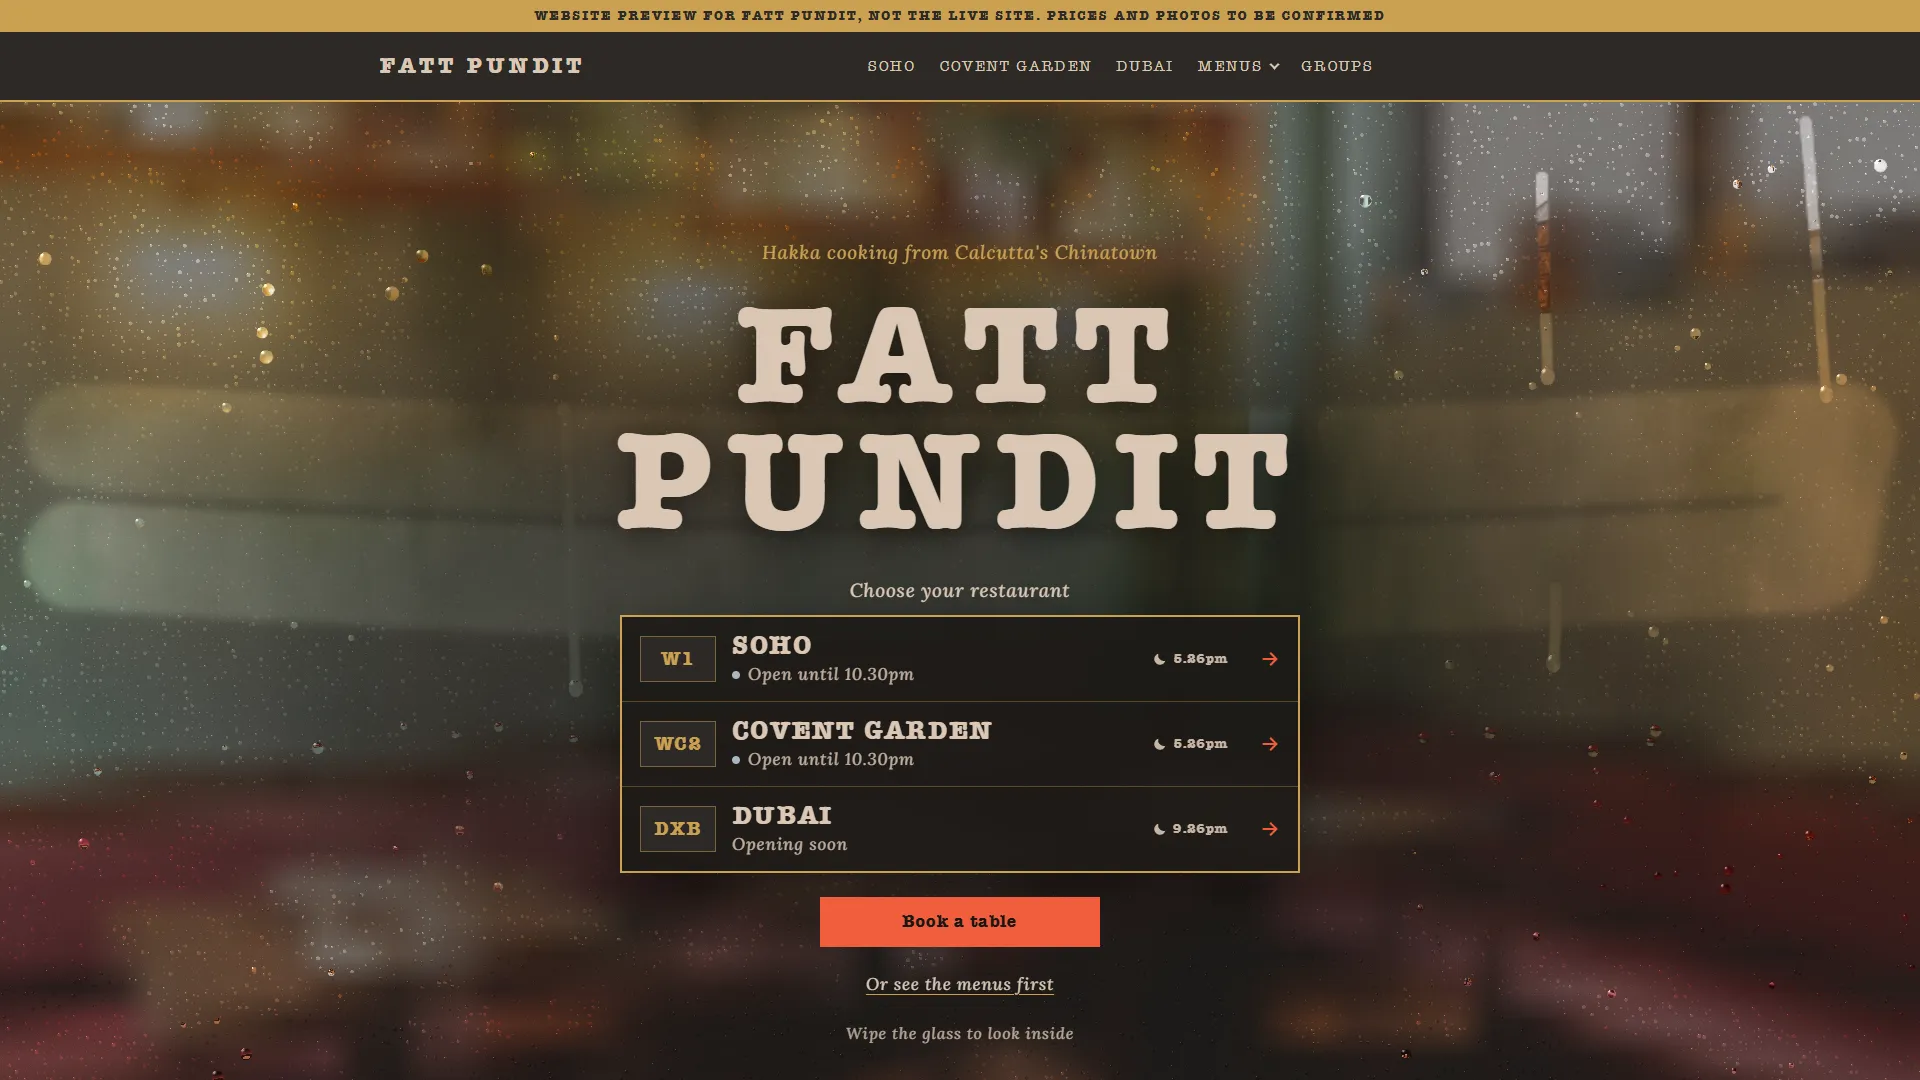 WEBSITE PREVIEW FOR FATT PUNDIT, NOT THE LIVE SITE. PRICES AND PHOTOS TO BE CONFIRMED
FATT PUNDIT
SOHO COVENT GARDEN DUBAI MENUS GROUPS
Hakka cooking from Calcutta's Chinatown
FATT
PUNDIT
Choose your restaurant
W1
SOHO
Open until 10.30pm
5.26pm
WC2
COVENT GARDEN
Open until 10.30pm
5.26pm
DXB
DUBAI
Opening soon
9.26pm
Book a table
Or see the menus first
Wipe the glass to look inside